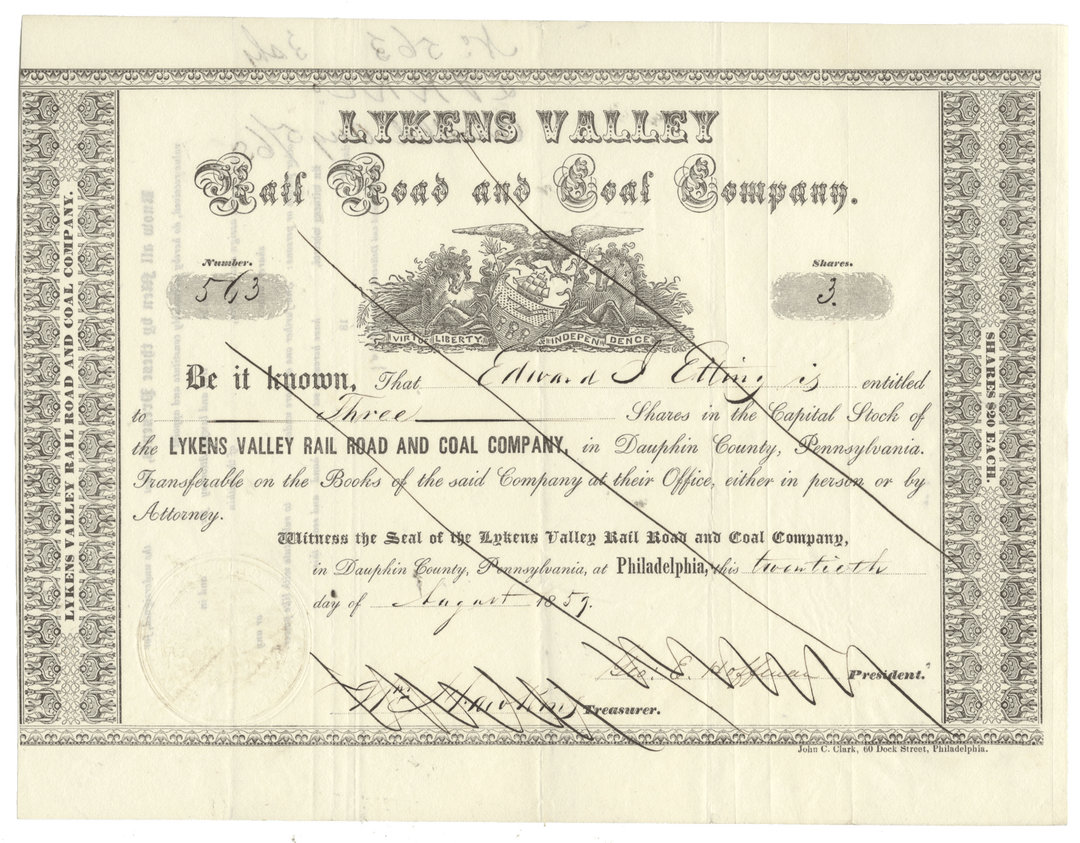 LYKENS VALLEY
Rail Road and Coal Company.
Number.
563
Shares.
3.
VIRTUE LIBERTY INDEPENDENCE
Be it known, That Edward J Etting is entitled
to Three Shares in the Capital Stock of
the LYKENS VALLEY RAIL ROAD AND COAL COMPANY, in Dauphin County, Pennsylvania.
Transferable on the Books of the said Company at their Office, either in person or by
Attorney.
Witness the Seal of the Lykens Valley Rail Road and Coal Company,
in Dauphin County, Pennsylvania, at Philadelphia, this twentieth
day of August 1859.
Geo. E. Hoffman President.
Treasurer.
LYKENS VALLEY RAIL ROAD AND COAL COMPANY.
SHARES $20 EACH.
John C. Clark, 60 Dock Street, Philadelphia.